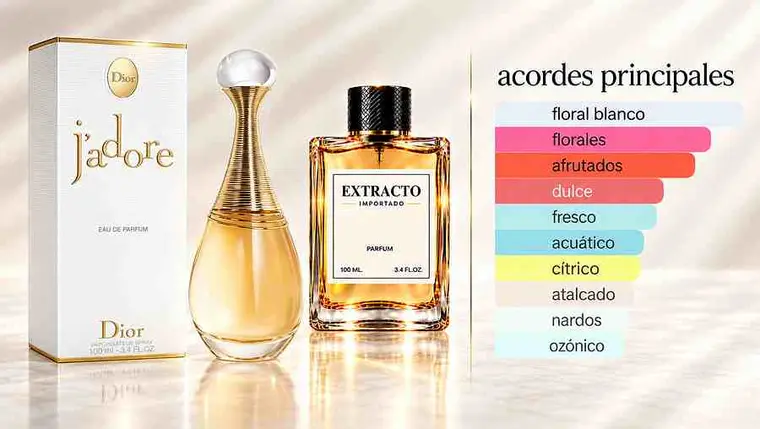 Dior
j'adore
EAU DE PARFUM
Dior
100 ml - 3.4 FL.OZ.
EXTRACTO
IMPORTADO
PARFUM
100 ML.
3.4 FL.OZ.
acordes principales
floral blanco
florales
afrutados
dulce
fresco
acuático
cítrico
atalcado
nardos
ozónico